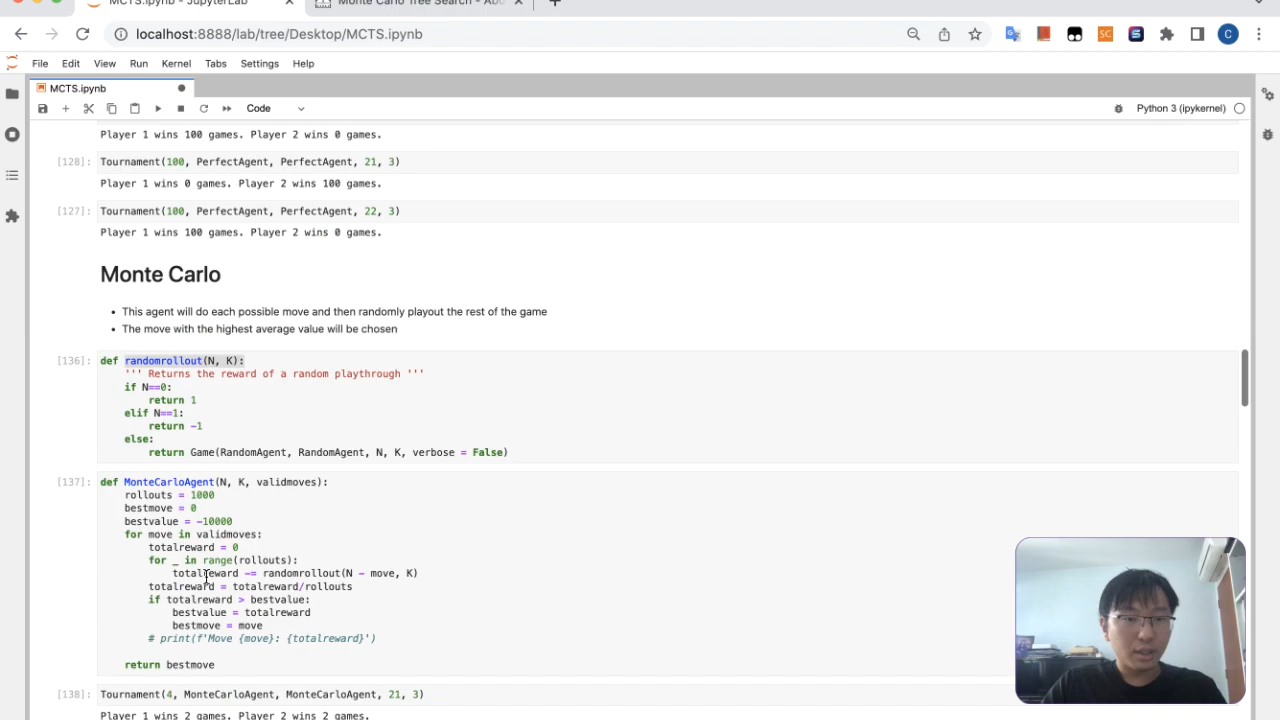 MCTS.ipynb - JupyterLab
Monte Carlo Tree Search - Abo
localhost:8888/lab/tree/Desktop/MCTS.ipynb
SC
S
C
File Edit View Run Kernel Tabs Settings Help
MCTS.ipynb
Code
Python 3 (ipykernel)
Player 1 wins 100 games. Player 2 wins 0 games.
[128]: Tournament(100, PerfectAgent, PerfectAgent, 21, 3)
Player 1 wins 0 games. Player 2 wins 100 games.
[127]: Tournament(100, PerfectAgent, PerfectAgent, 22, 3)
Player 1 wins 100 games. Player 2 wins 0 games.
Monte Carlo
• This agent will do each possible move and then randomly playout the rest of the game
• The move with the highest average value will be chosen
[136]: def randomrollout(N, K):
''' Returns the reward of a random playthrough '''
if N==0:
return 1
elif N==1:
return -1
else:
return Game(RandomAgent, RandomAgent, N, K, verbose = False)
[137]: def MonteCarloAgent(N, K, validmoves):
rollouts = 1000
bestmove = 0
bestvalue = -10000
for move in validmoves:
totalreward = 0
for _ in range(rollouts):
totalreward -= randomrollout(N - move, K)
totalreward = totalreward/rollouts
if totalreward > bestvalue:
bestvalue = totalreward
bestmove = move
# print(f'Move {move}: {totalreward}')
return bestmove
[138]: Tournament(4, MonteCarloAgent, MonteCarloAgent, 21, 3)
Player 1 wins 2 games. Player 2 wins 2 games.